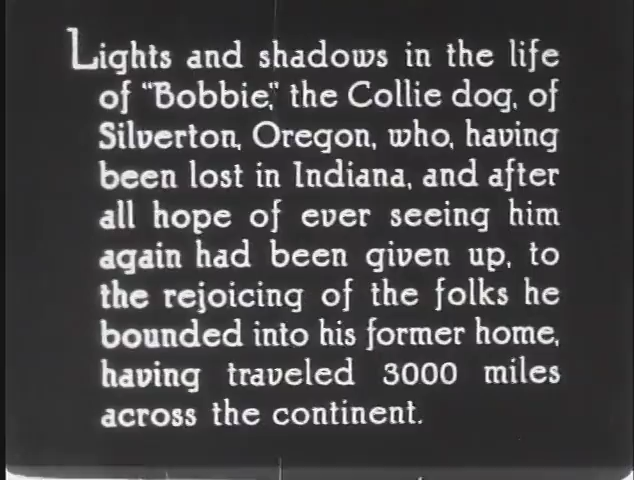 Lights and shadows in the life
of "Bobbie," the Collie dog, of
Silverton, Oregon, who, having
been lost in Indiana, and after
all hope of ever seeing him
again had been given up, to
the rejoicing of the folks he
bounded into his former home,
having traveled 3000 miles
across the continent.